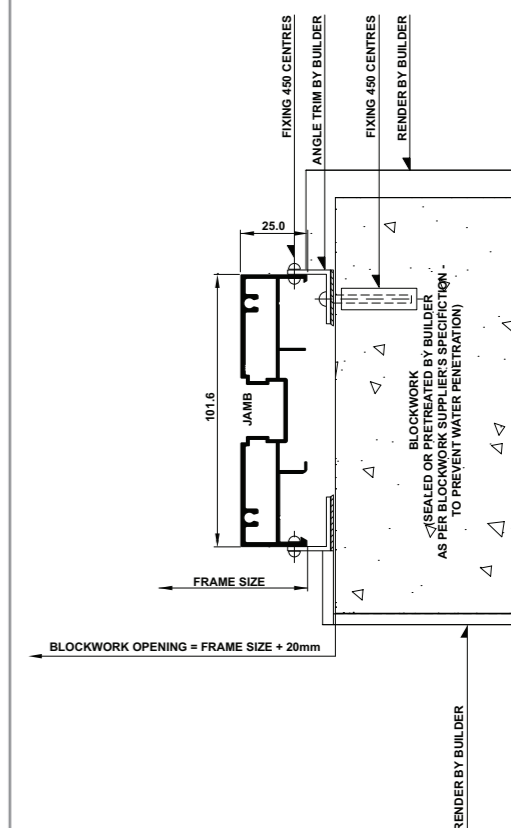 FIXING 450 CENTRES
ANGLE TRIM BY BUILDER
FIXING 450 CENTRES
RENDER BY BUILDER
25.0
101.6
JAMB
BLOCKWORK
(SEALED OR PRETREATED BY BUILDER
AS PER BLOCKWORK SUPPLIER'S SPECIFICTION -
TO PREVENT WATER PENETRATION)
FRAME SIZE
BLOCKWORK OPENING = FRAME SIZE + 20mm
RENDER BY BUILDER